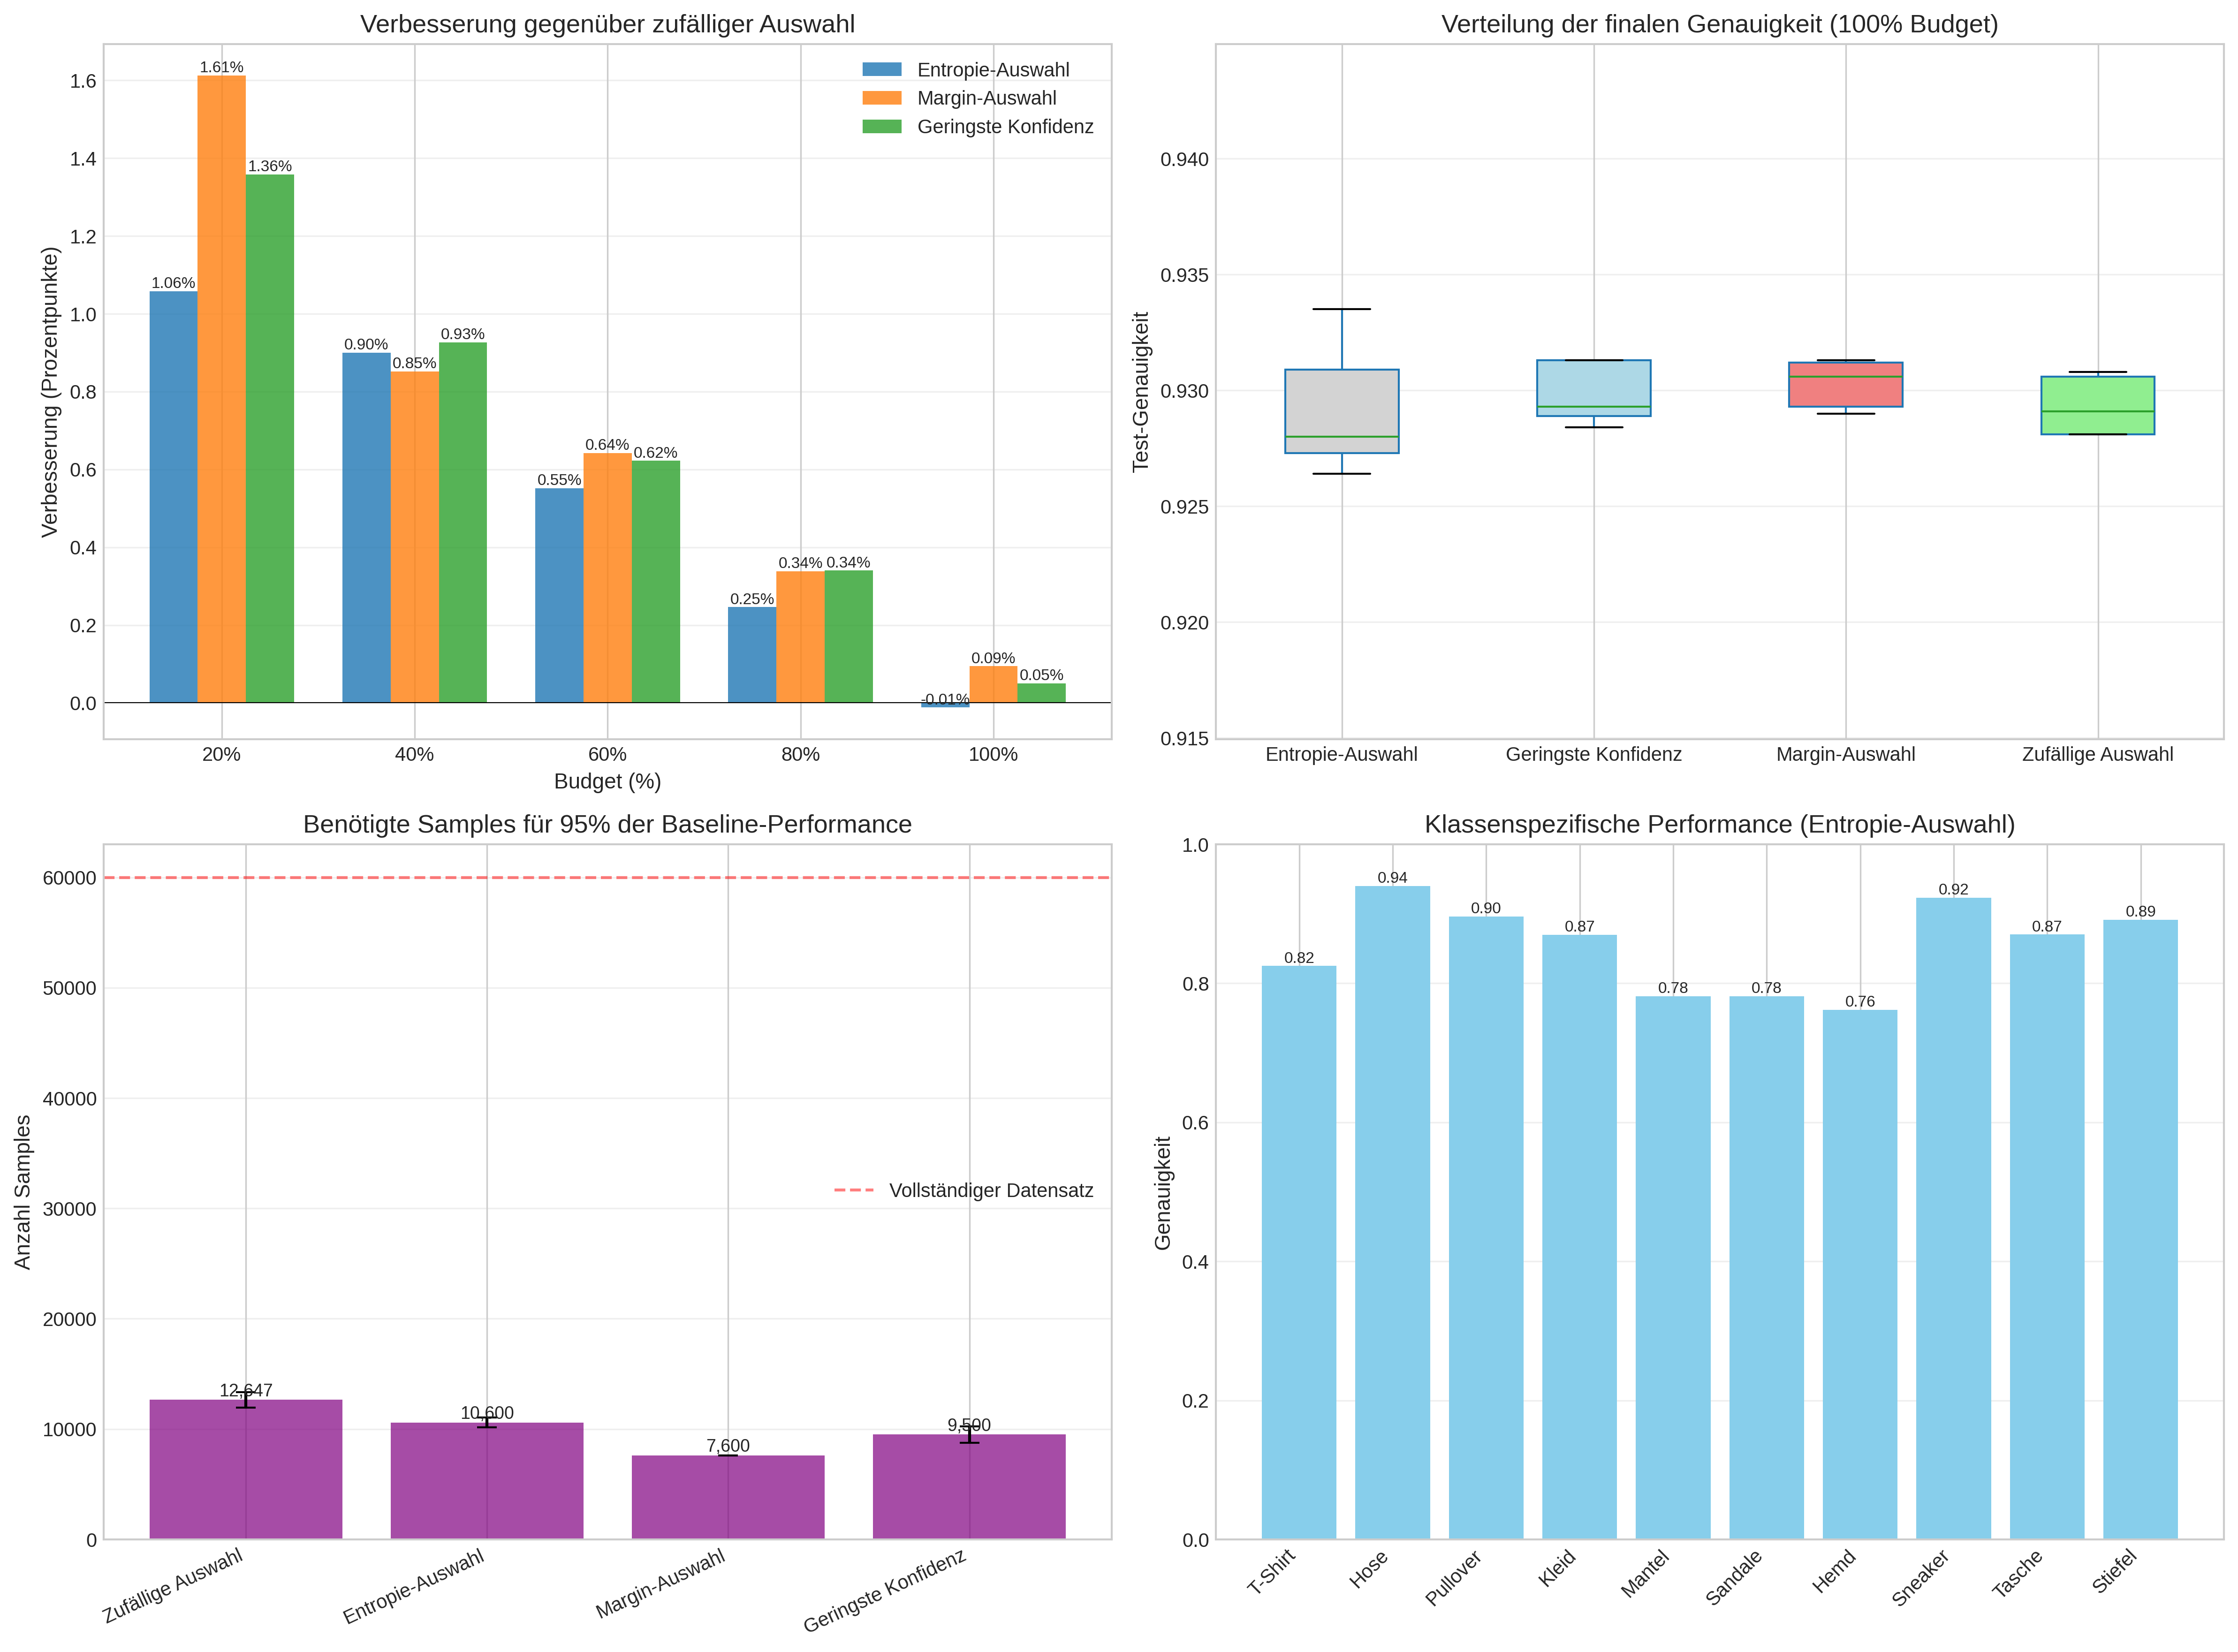 Verbesserung gegenüber zufälliger Auswahl
Verbesserung (Prozentpunkte)
1.6
1.4
1.2
1.0
0.8
0.6
0.4
0.2
0.0
1.06%
1.61%
1.36%
0.90%
0.85%
0.93%
0.55%
0.64%
0.62%
0.25%
0.34%
0.34%
-0.01%
0.09%
0.05%
Entropie-Auswahl
Margin-Auswahl
Geringste Konfidenz
20%
40%
60%
80%
100%
Budget (%)
Verteilung der finalen Genauigkeit (100% Budget)
Test-Genauigkeit
0.940
0.935
0.930
0.925
0.920
0.915
Entropie-Auswahl
Geringste Konfidenz
Margin-Auswahl
Zufällige Auswahl
Benötigte Samples für 95% der Baseline-Performance
Anzahl Samples
60000
50000
40000
30000
20000
10000
0
Vollständiger Datensatz
12,647
10,600
7,600
9,500
Zufällige Auswahl
Entropie-Auswahl
Margin-Auswahl
Geringste Konfidenz
Klassenspezifische Performance (Entropie-Auswahl)
Genauigkeit
1.0
0.8
0.6
0.4
0.2
0.0
0.82
0.94
0.90
0.87
0.78
0.78
0.76
0.92
0.87
0.89
T-Shirt
Hose
Pullover
Kleid
Mantel
Sandale
Hemd
Sneaker
Tasche
Stiefel